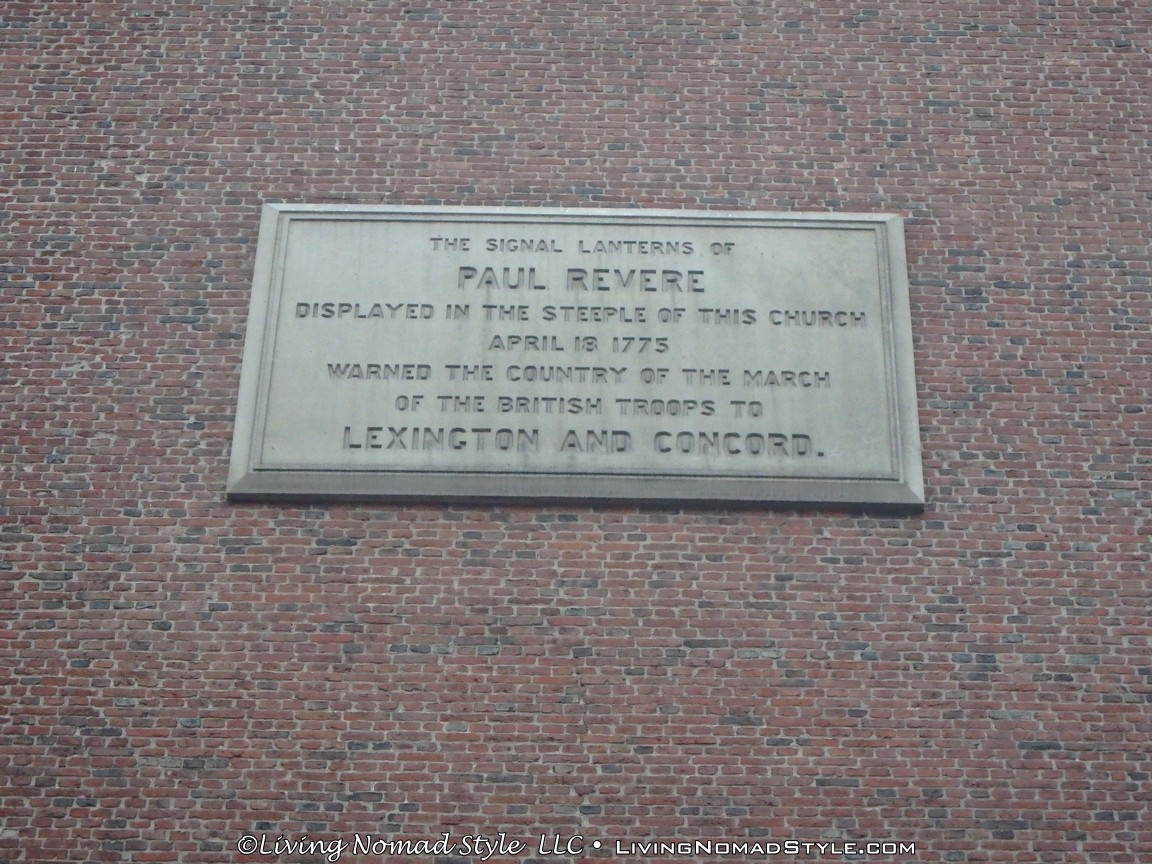 THE SIGNAL LANTERNS OF
PAUL REVERE
DISPLAYED IN THE STEEPLE OF THIS CHURCH
APRIL 18 1775
WARNED THE COUNTRY OF THE MARCH
OF THE BRITISH TROOPS TO
LEXINGTON AND CONCORD.
©Living Nomad Style LLC • LivingNomadStyle.com